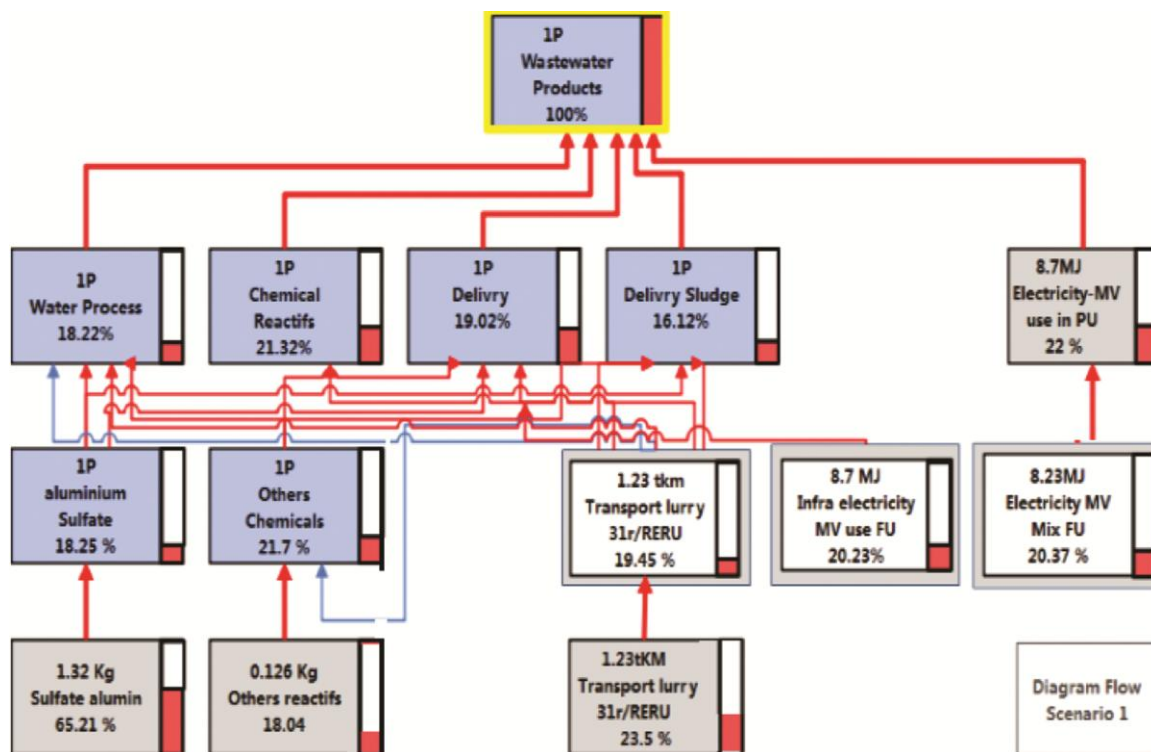 1P
Wastewater
Products
100%
1P
Water Process
18.22%
1P
Chemical
Reactifs
21.32%
1P
Delivry
19.02%
1P
Delivry Sludge
16.12%
8.7MJ
Electricity-MV
use in PU
22 %
1P
aluminium
Sulfate
18.25 %
1P
Others
Chemicals
21.7 %
1.23 tkm
Transport lurry
31r/RERU
19.45 %
8.7 MJ
Infra electricity
MV use FU
20.23%
8.23MJ
Electricity MV
Mix FU
20.37 %
1.32 Kg
Sulfate alumin
65.21 %
0.126 Kg
Others reactifs
18.04
1.23tKM
Transport lurry
31r/RERU
23.5 %
Diagram Flow
Scenario 1